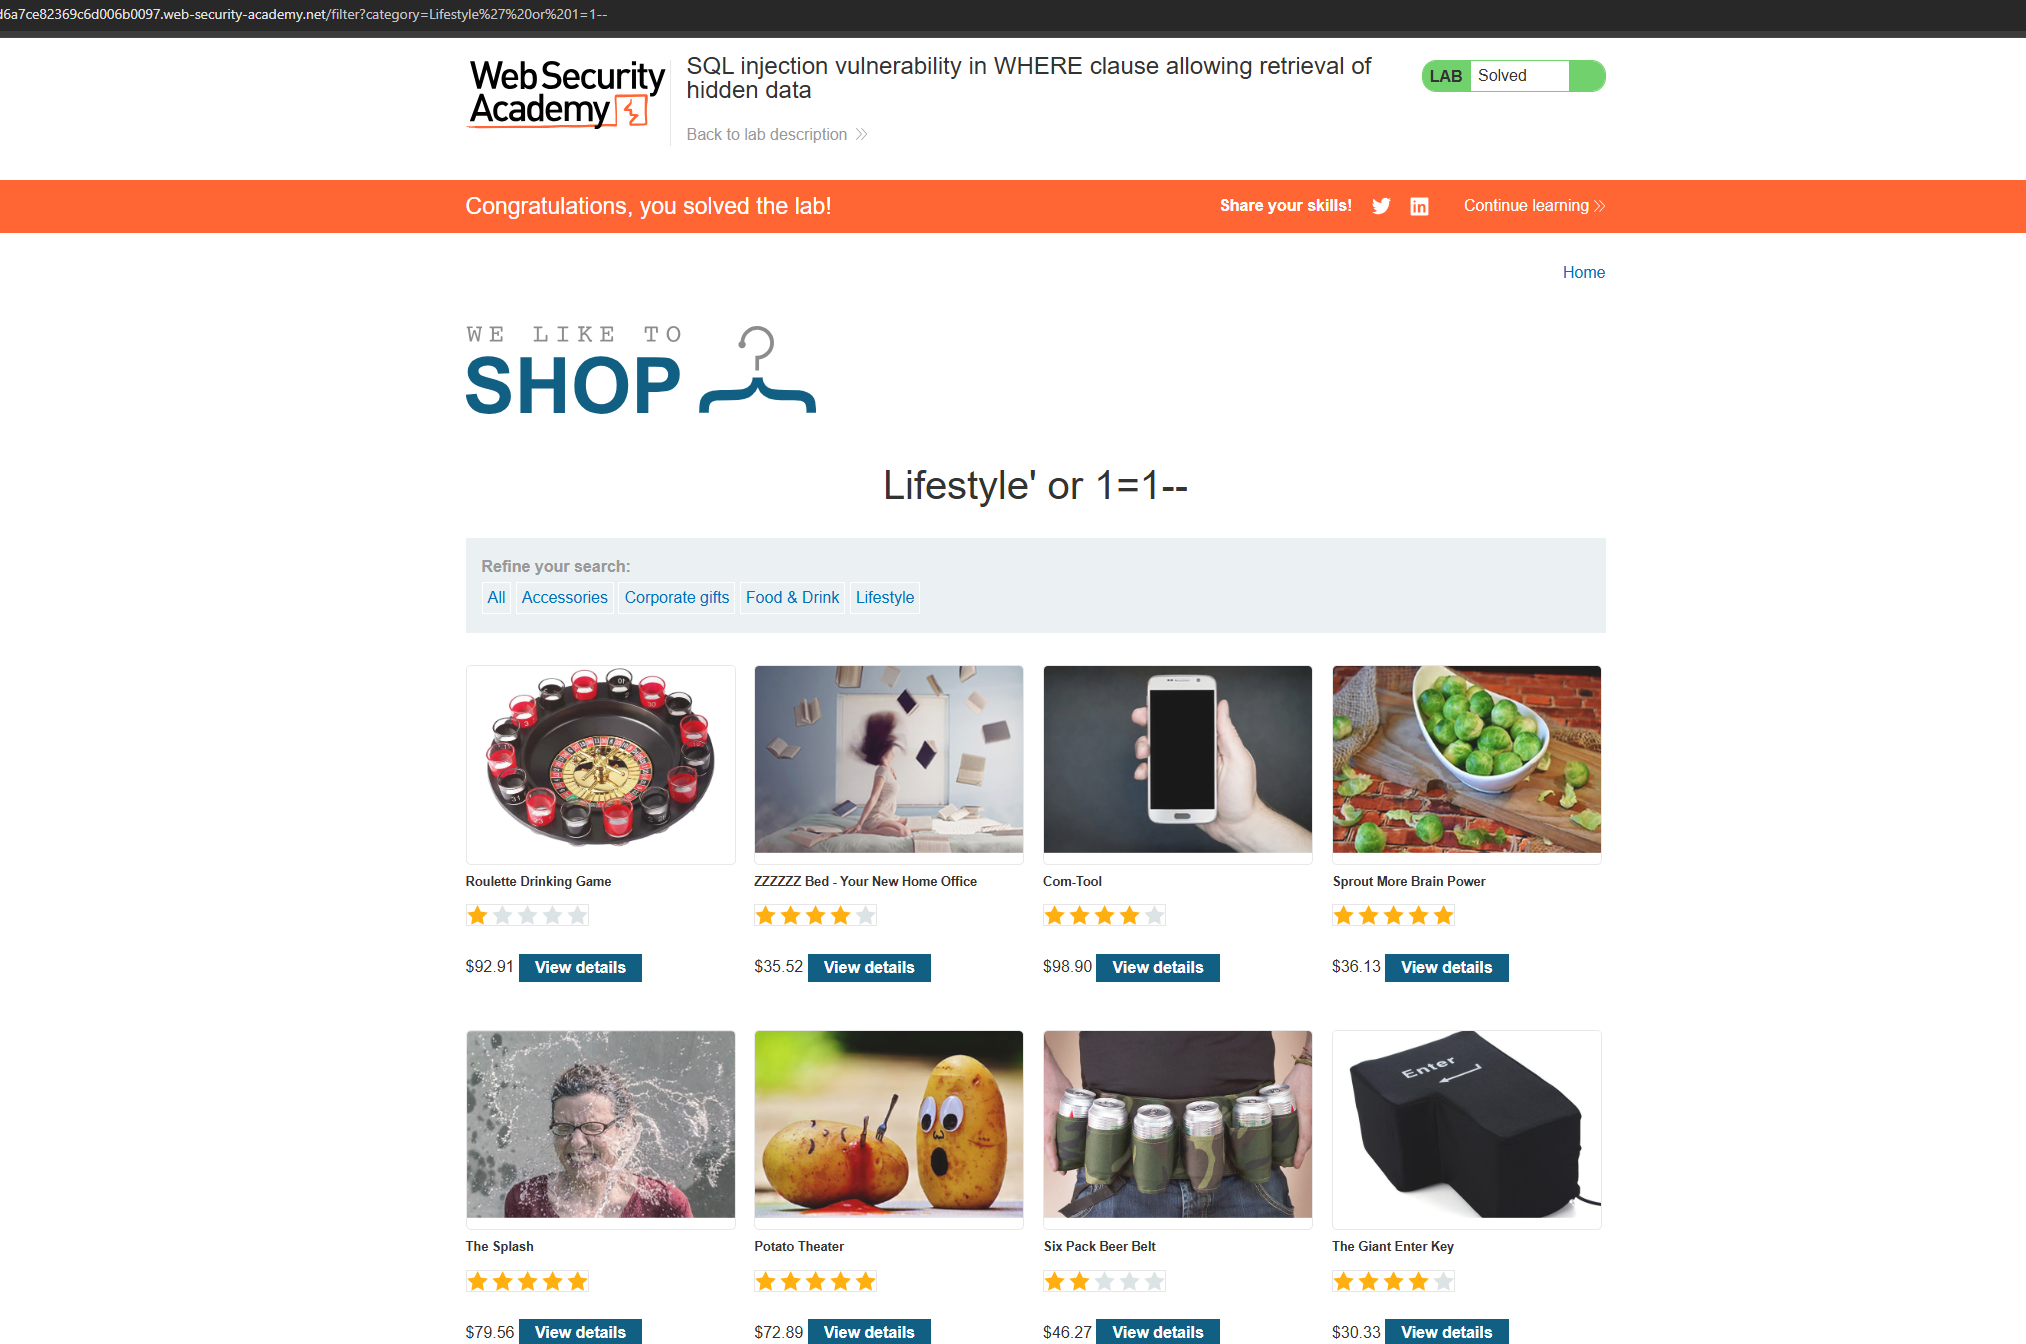 d6a7ce82369c6d006b0097.web-security-academy.net/filter?category=Lifestyle%27%20or%201=1--
WebSecurity
Academy
SQL injection vulnerability in WHERE clause allowing retrieval of
hidden data
Back to lab description
LAB Solved
Congratulations, you solved the lab!
Share your skills!
Continue learning
Home
WE LIKE TO
SHOP
Lifestyle' or 1=1--
Refine your search:
All Accessories Corporate gifts Food & Drink Lifestyle
Roulette Drinking Game
ZZZZZZ Bed - Your New Home Office
Com-Tool
Sprout More Brain Power
$92.91 View details
$35.52 View details
$98.90 View details
$36.13 View details
Enter
The Splash
Potato Theater
Six Pack Beer Belt
The Giant Enter Key
$79.56 View details
$72.89 View details
$46.27 View details
$30.33 View details